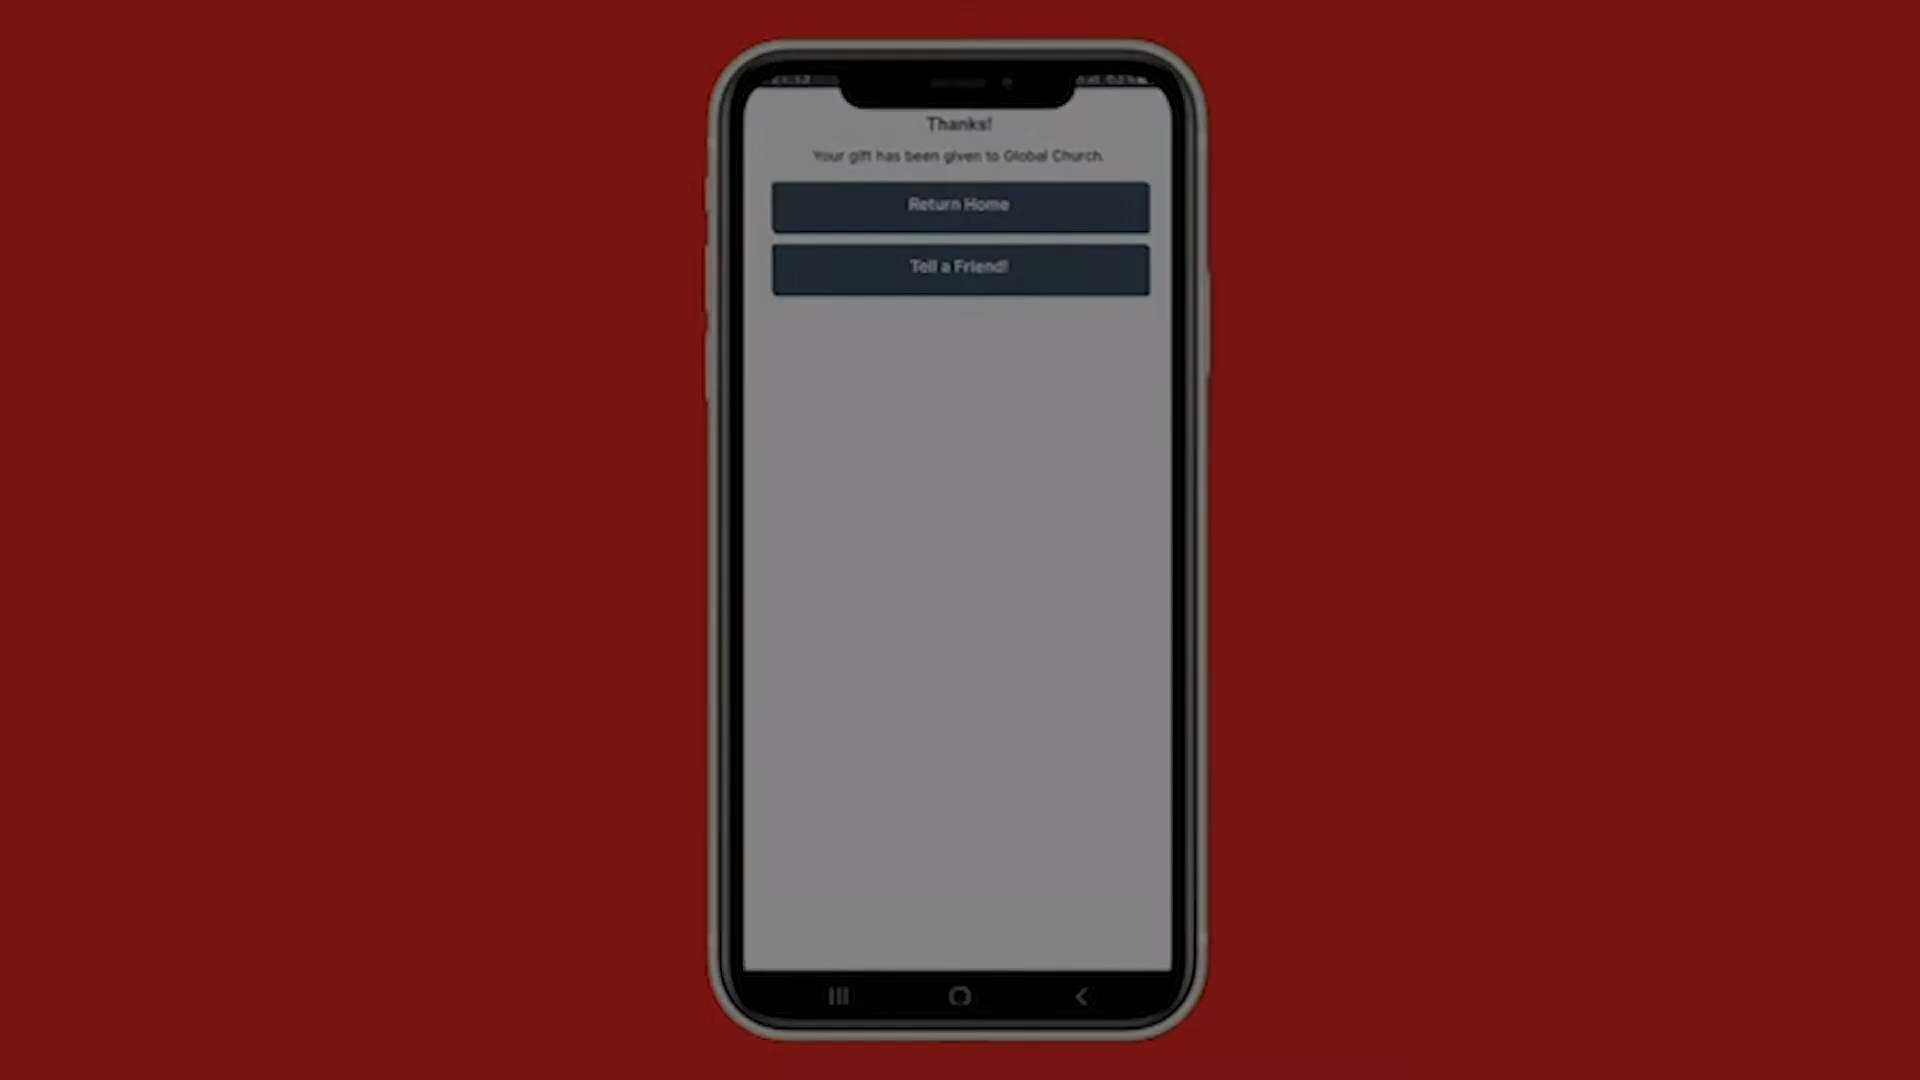 Thanks!
Your gift has been given to Global Church.
Return Home
Tell a Friend!